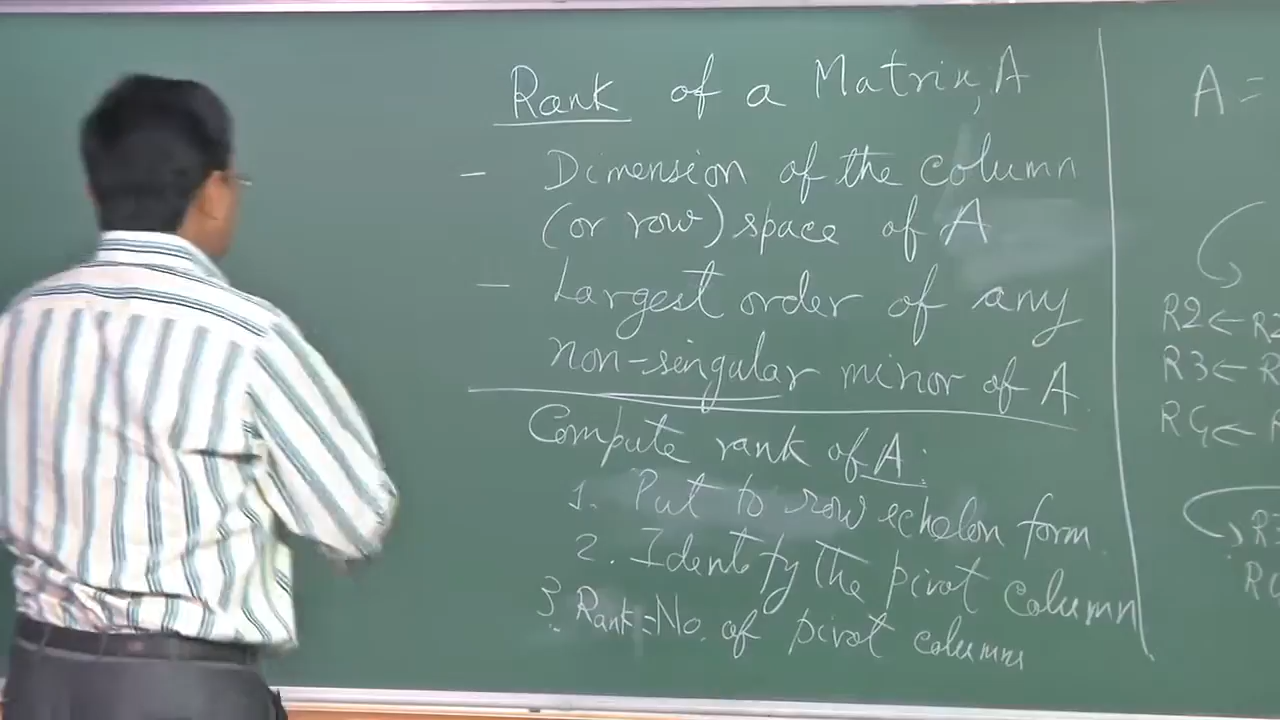 Rank of a Matrix, A
- Dimension of the column
(or row) space of A
- Largest order of any
non-singular minor of A
Compute rank of A:
1. Put to row echelon form
2. Identify the pivot column
3. Rank = No. of pivot columns
A =
R2 ← R2
R3 ← R
R4 ← R